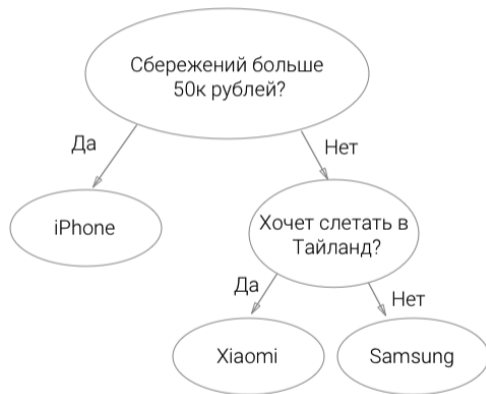 Сбережений больше
50к рублей?
Да
Нет
iPhone
Хочет слетать в
Тайланд?
Да
Нет
Xiaomi
Samsung